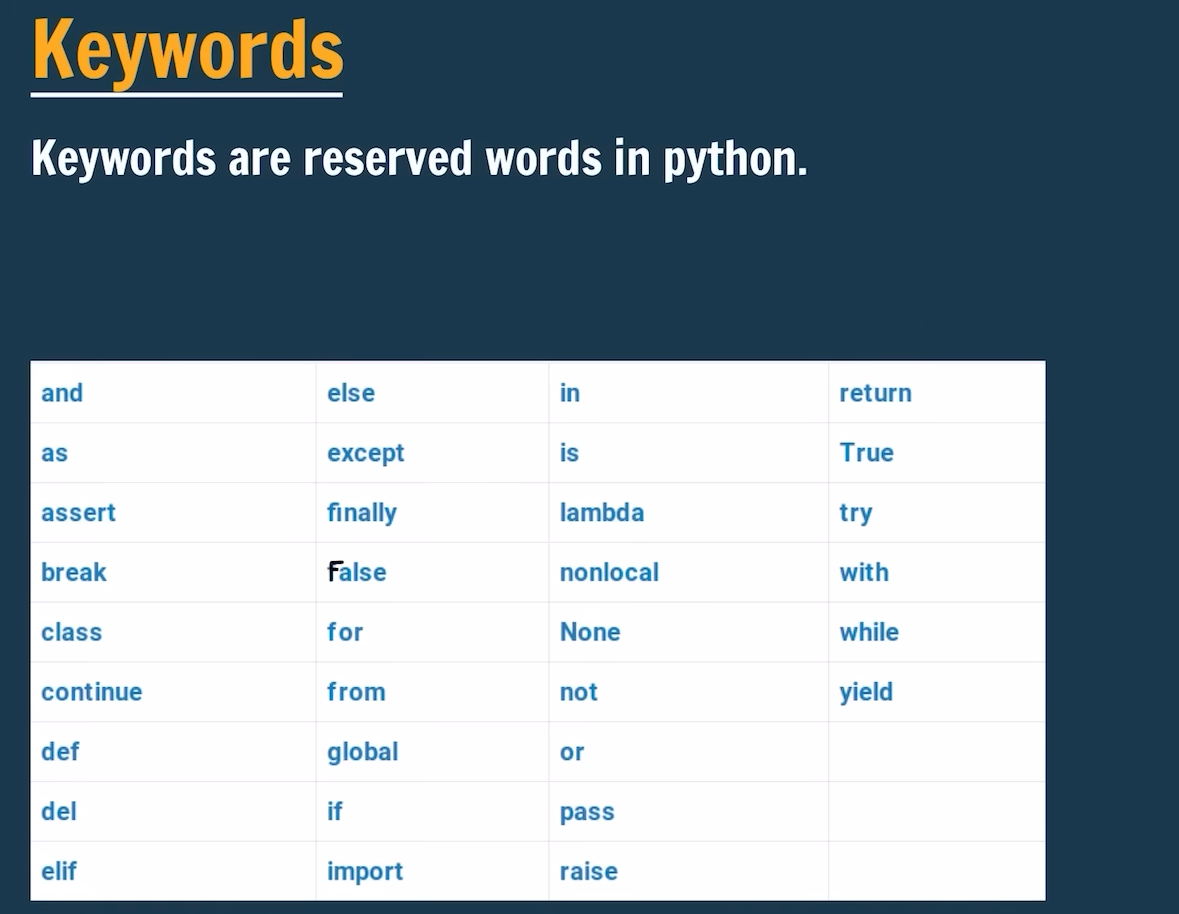 Keywords
Keywords are reserved words in python.
and else in return
as except is True
assert finally lambda try
break False nonlocal with
class for None while
continue from not yield
def global or
del if pass
elif import raise